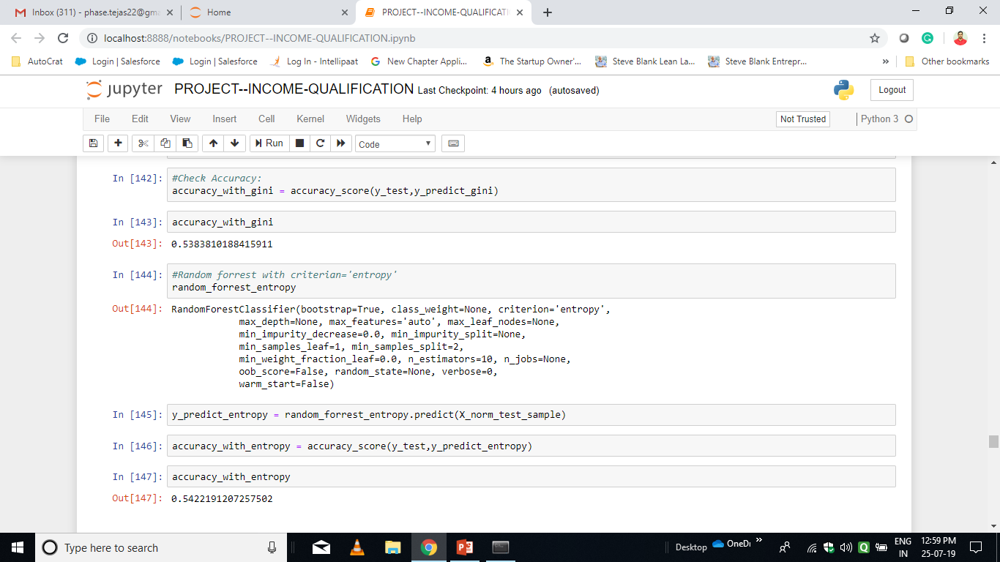 Inbox (311) - phase.tejas22@gma
Home
PROJECT--INCOME-QUALIFICATI
localhost:8888/notebooks/PROJECT--INCOME-QUALIFICATION.ipynb
AutoCrat
Login | Salesforce
Login | Salesforce
Log In - Intellipaat
New Chapter Appli...
The Startup Owner'...
Steve Blank Lean La...
Steve Blank Entrepr...
»
Other bookmarks
jupyter PROJECT--INCOME-QUALIFICATION Last Checkpoint: 4 hours ago (autosaved)
Logout
File Edit View Insert Cell Kernel Widgets Help
Not Trusted
Python 3
Run
Code
In [142]: #Check Accuracy:
accuracy_with_gini = accuracy_score(y_test,y_predict_gini)
In [143]: accuracy_with_gini
Out[143]: 0.5383810188415911
In [144]: #Random forrest with criterian='entropy'
random_forrest_entropy
Out[144]: RandomForestClassifier(bootstrap=True, class_weight=None, criterion='entropy',
max_depth=None, max_features='auto', max_leaf_nodes=None,
min_impurity_decrease=0.0, min_impurity_split=None,
min_samples_leaf=1, min_samples_split=2,
min_weight_fraction_leaf=0.0, n_estimators=10, n_jobs=None,
oob_score=False, random_state=None, verbose=0,
warm_start=False)
In [145]: y_predict_entropy = random_forrest_entropy.predict(X_norm_test_sample)
In [146]: accuracy_with_entropy = accuracy_score(y_test,y_predict_entropy)
In [147]: accuracy_with_entropy
Out[147]: 0.5422191207257502
Type here to search
Desktop
OneDr
»
ENG
IN
12:59 PM
25-07-19